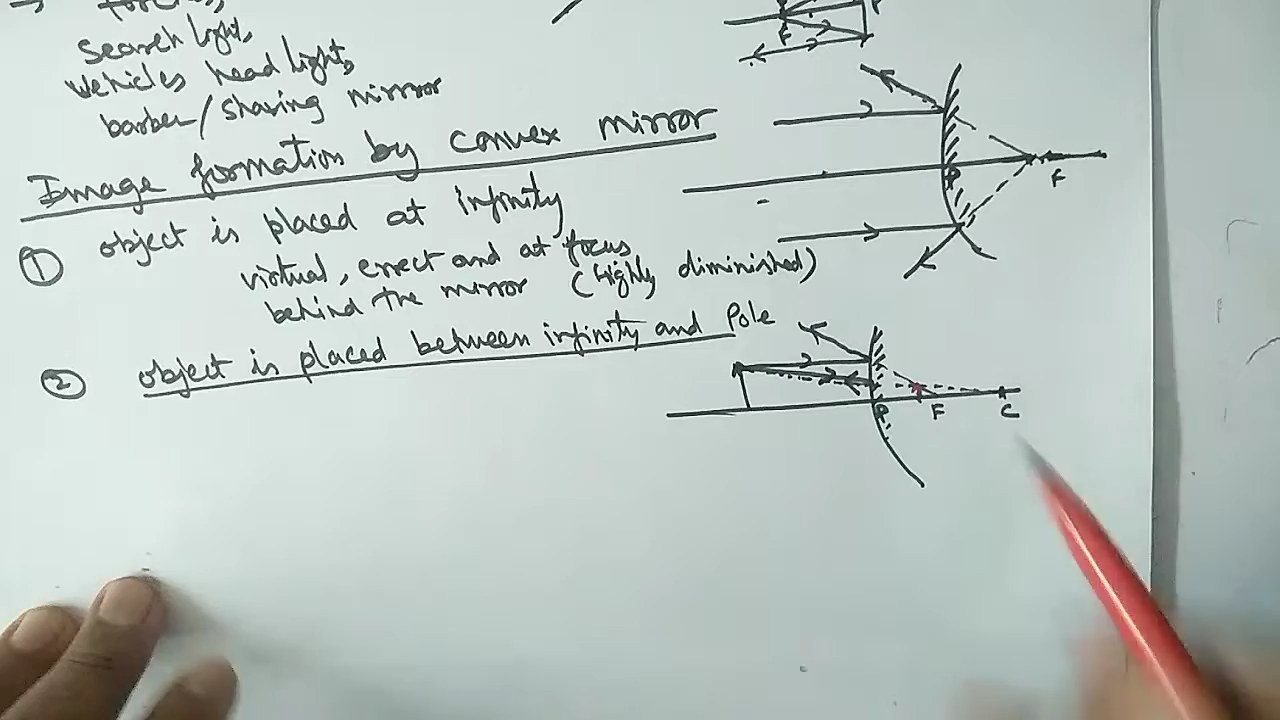 search light,
vehicles head lights
barber/shaving mirror
Image formation by convex mirror
① object is placed at infinity
virtual, errect and at focus
behind the mirror (highly diminished)
② object is placed between infinity and Pole
F
P
P
F
P
F
C